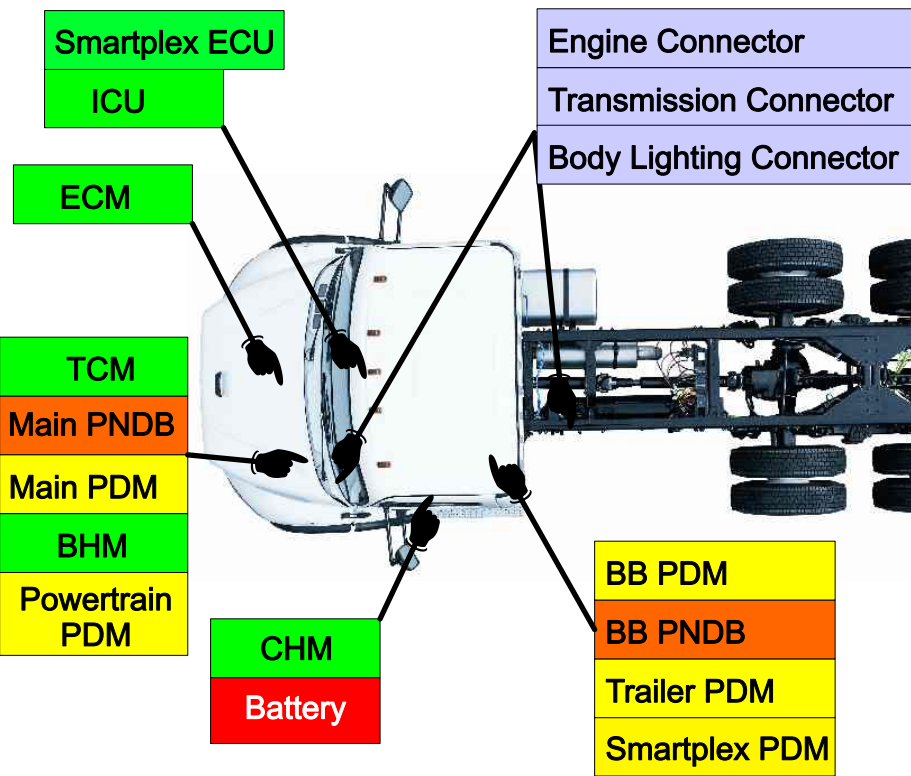 Smartplex ECU
ICU
Engine Connector
Transmission Connector
Body Lighting Connector
ECM
TCM
Main PNDB
Main PDM
BHM
Powertrain
PDM
CHM
Battery
BB PDM
BB PNDB
Trailer PDM
Smartplex PDM